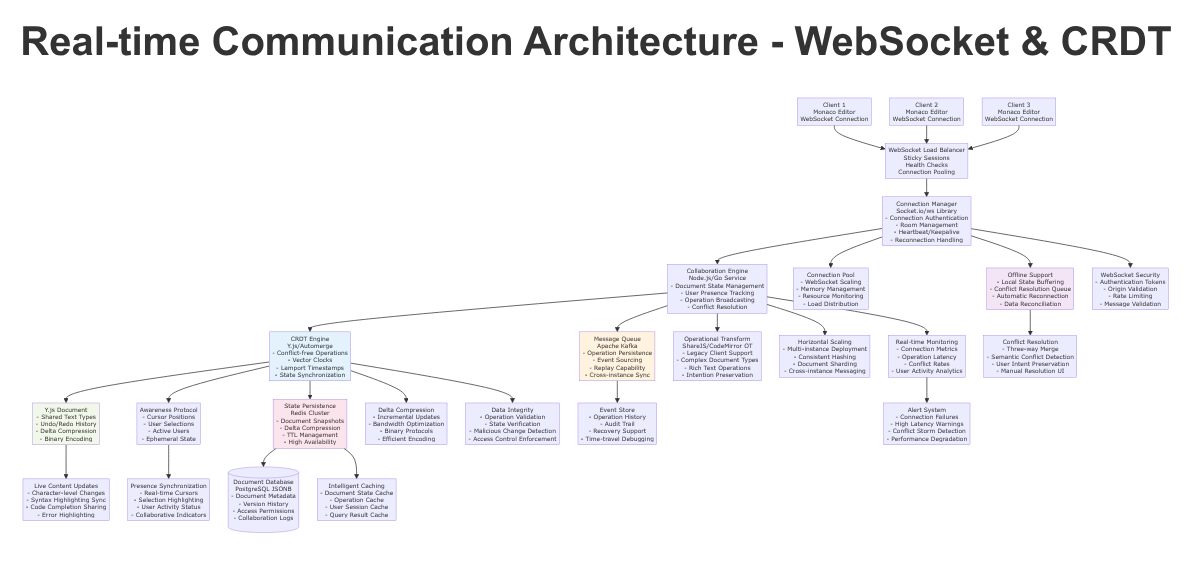 Real-time Communication Architecture - WebSocket & CRDT
Client 1
Monaco Editor
WebSocket Connection
Client 2
Monaco Editor
WebSocket Connection
Client 3
Monaco Editor
WebSocket Connection
WebSocket Load Balancer
Sticky Sessions
Health Checks
Connection Pooling
Connection Manager
Socket.io/ws Library
- Connection Authentication
- Room Management
- Heartbeat/Keepalive
- Reconnection Handling
Collaboration Engine
Node.js/Go Service
- Document State Management
- User Presence Tracking
- Operation Broadcasting
- Conflict Resolution
Connection Pool
- WebSocket Scaling
- Memory Management
- Resource Monitoring
- Load Distribution
Offline Support
- Local State Buffering
- Conflict Resolution Queue
- Automatic Reconnection
- Data Reconciliation
WebSocket Security
- Authentication Tokens
- Origin Validation
- Rate Limiting
- Message Validation
CRDT Engine
Y.js/Automerge
- Conflict-free Operations
- Vector Clocks
- Lamport Timestamps
- State Synchronization
Message Queue
Apache Kafka
- Operation Persistence
- Event Sourcing
- Replay Capability
- Cross-instance Sync
Operational Transform
ShareJS/CodeMirror OT
- Legacy Client Support
- Complex Document Types
- Rich Text Operations
- Intention Preservation
Horizontal Scaling
- Multi-instance Deployment
- Consistent Hashing
- Document Sharding
- Cross-instance Messaging
Real-time Monitoring
- Connection Metrics
- Operation Latency
- Conflict Rates
- User Activity Analytics
Conflict Resolution
- Three-way Merge
- Semantic Conflict Detection
- User Intent Preservation
- Manual Resolution UI
Y.js Document
- Shared Text Types
- Undo/Redo History
- Delta Compression
- Binary Encoding
Awareness Protocol
- Cursor Positions
- User Selections
- Active Users
- Ephemeral State
State Persistence
Redis Cluster
- Document Snapshots
- Delta Compression
- TTL Management
- High Availability
Delta Compression
- Incremental Updates
- Bandwidth Optimization
- Binary Protocols
- Efficient Encoding
Data Integrity
- Operation Validation
- State Verification
- Malicious Change Detection
- Access Control Enforcement
Event Store
- Operation History
- Audit Trail
- Recovery Support
- Time-travel Debugging
Alert System
- Connection Failures
- High Latency Warnings
- Conflict Storm Detection
- Performance Degradation
Live Content Updates
- Character-level Changes
- Syntax Highlighting Sync
- Code Completion Sharing
- Error Highlighting
Presence Synchronization
- Real-time Cursors
- Selection Highlighting
- User Activity Status
- Collaborative Indicators
Document Database
PostgreSQL JSONB
- Document Metadata
- Version History
- Access Permissions
- Collaboration Logs
Intelligent Caching
- Document State Cache
- Operation Cache
- User Session Cache
- Query Result Cache